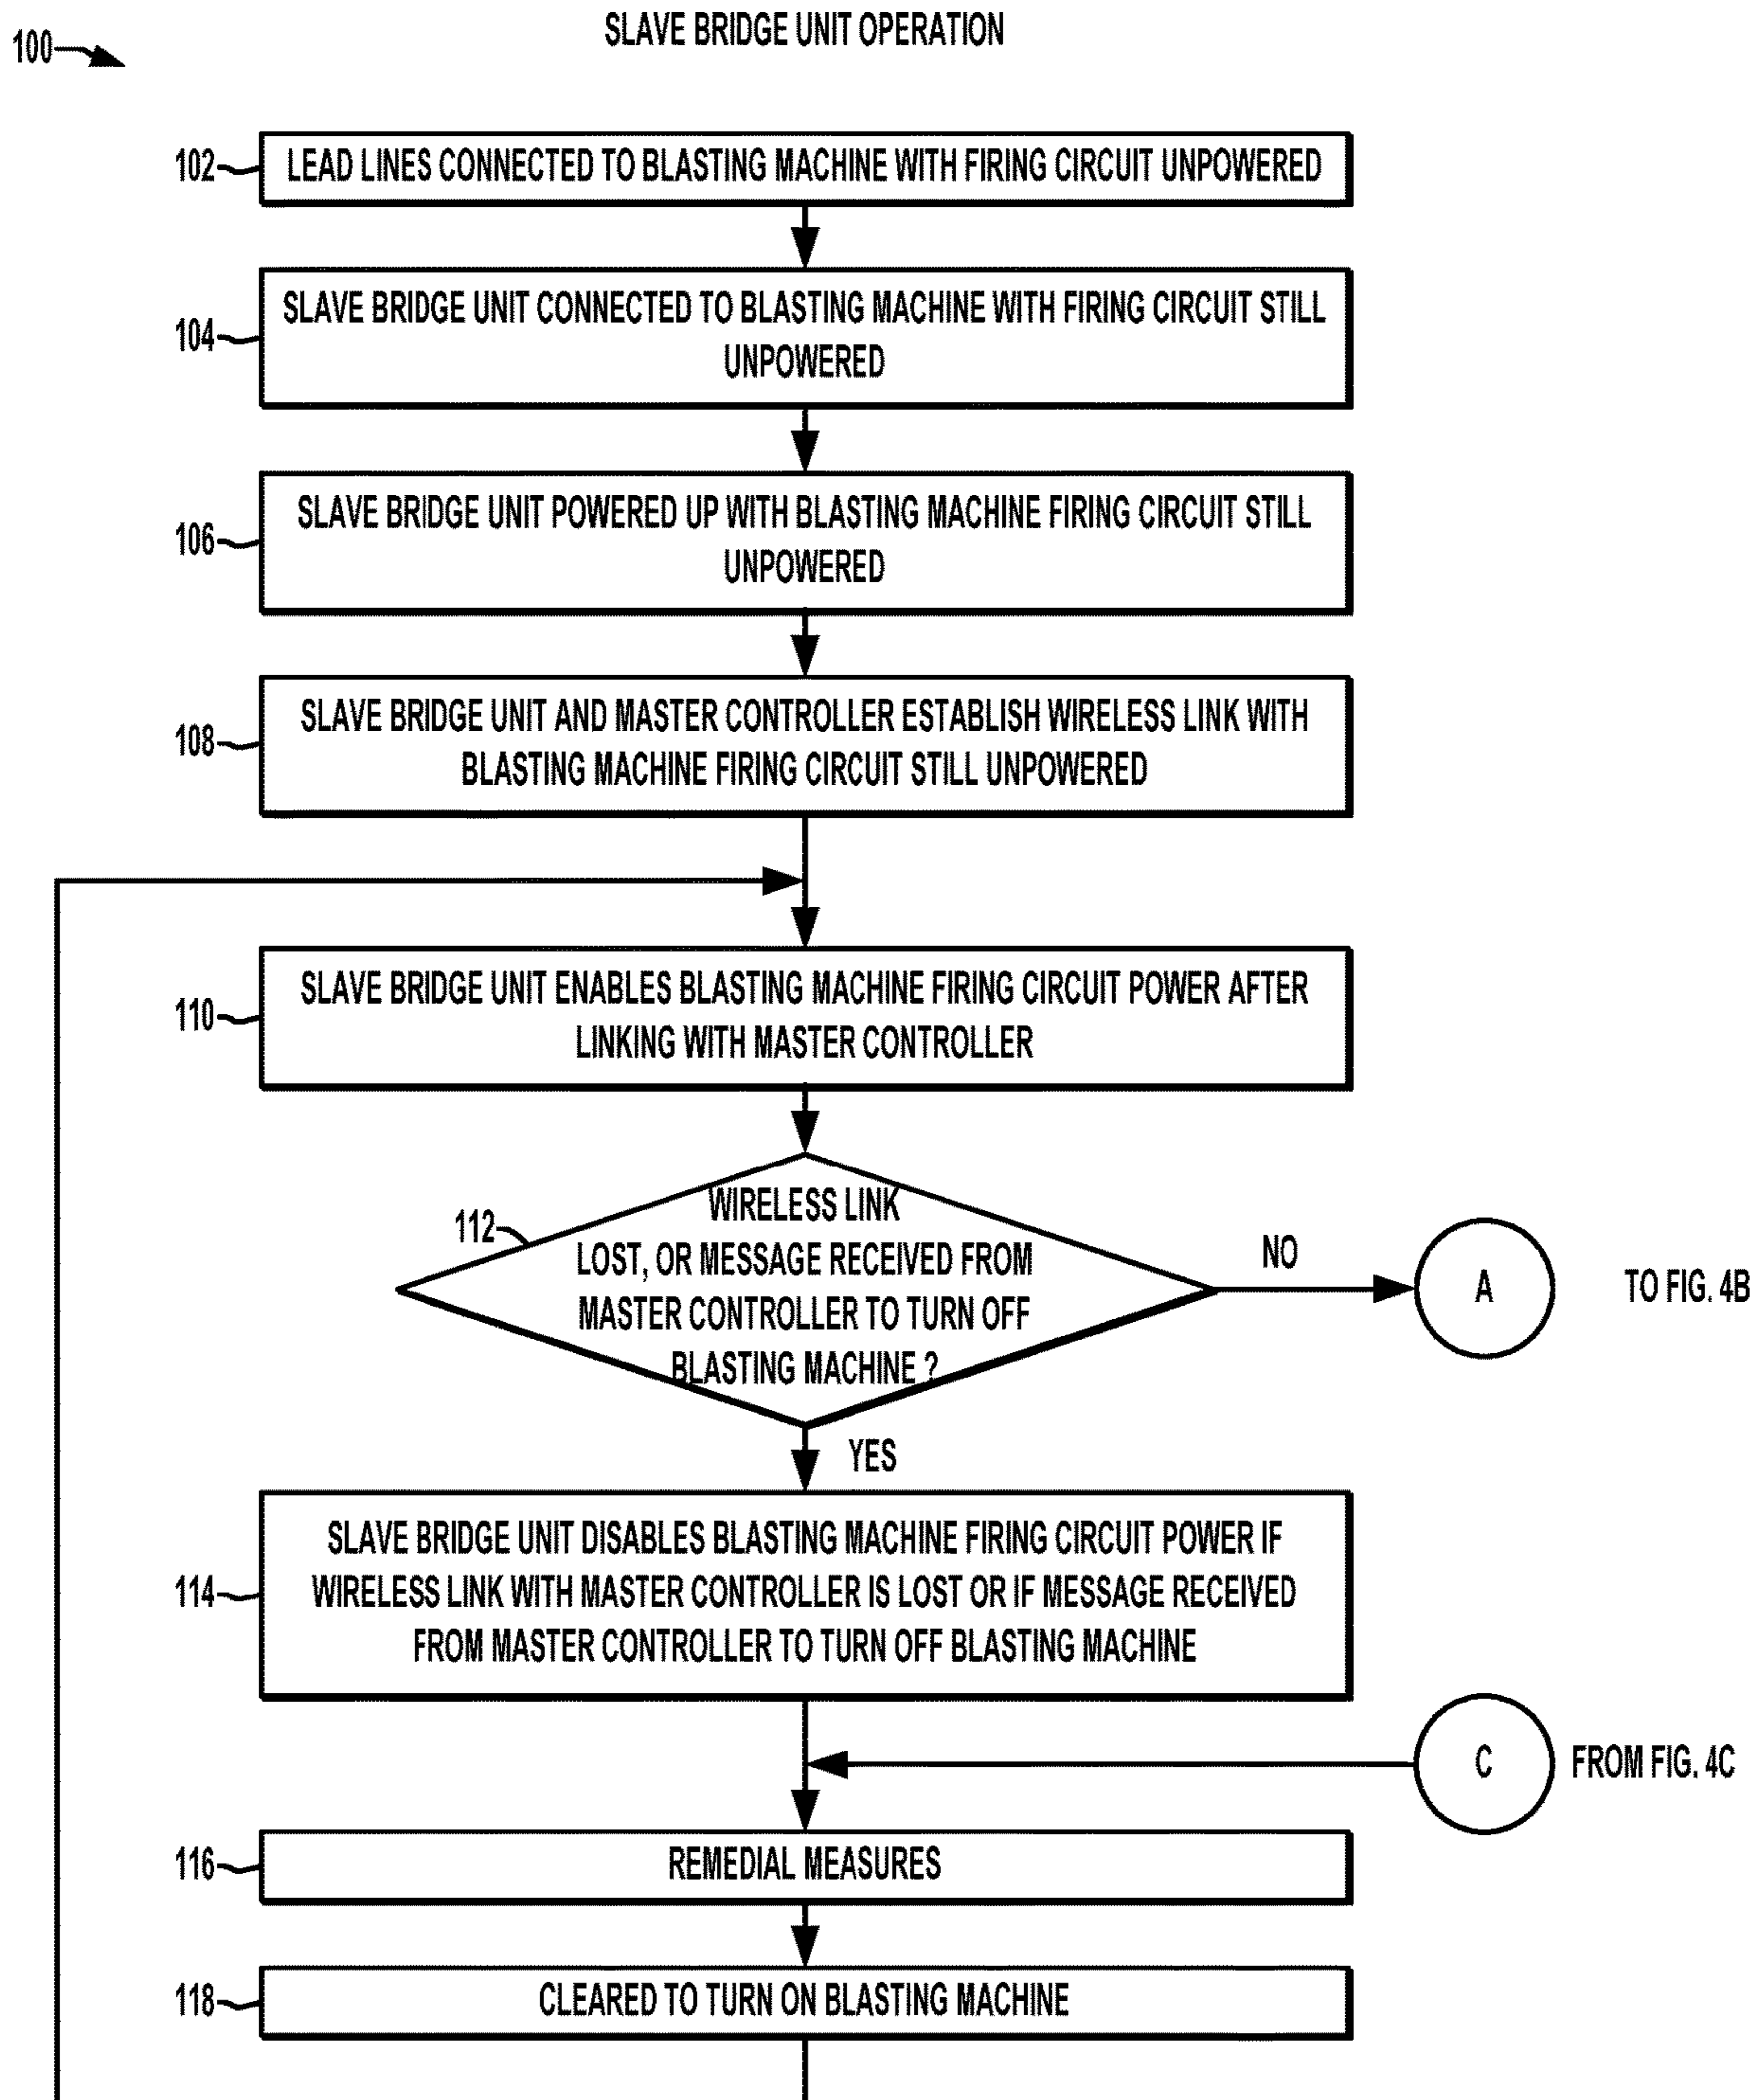 SLAVE BRIDGE UNIT OPERATION
100
102
LEAD LINES CONNECTED TO BLASTING MACHINE WITH FIRING CIRCUIT UNPOWERED
104
SLAVE BRIDGE UNIT CONNECTED TO BLASTING MACHINE WITH FIRING CIRCUIT STILL
UNPOWERED
106
SLAVE BRIDGE UNIT POWERED UP WITH BLASTING MACHINE FIRING CIRCUIT STILL
UNPOWERED
108
SLAVE BRIDGE UNIT AND MASTER CONTROLLER ESTABLISH WIRELESS LINK WITH
BLASTING MACHINE FIRING CIRCUIT STILL UNPOWERED
110
SLAVE BRIDGE UNIT ENABLES BLASTING MACHINE FIRING CIRCUIT POWER AFTER
LINKING WITH MASTER CONTROLLER
112
WIRELESS LINK
LOST, OR MESSAGE RECEIVED FROM
MASTER CONTROLLER TO TURN OFF
BLASTING MACHINE ?
NO
A
TO FIG. 4B
YES
114
SLAVE BRIDGE UNIT DISABLES BLASTING MACHINE FIRING CIRCUIT POWER IF
WIRELESS LINK WITH MASTER CONTROLLER IS LOST OR IF MESSAGE RECEIVED
FROM MASTER CONTROLLER TO TURN OFF BLASTING MACHINE
C
FROM FIG. 4C
116
REMEDIAL MEASURES
118
CLEARED TO TURN ON BLASTING MACHINE